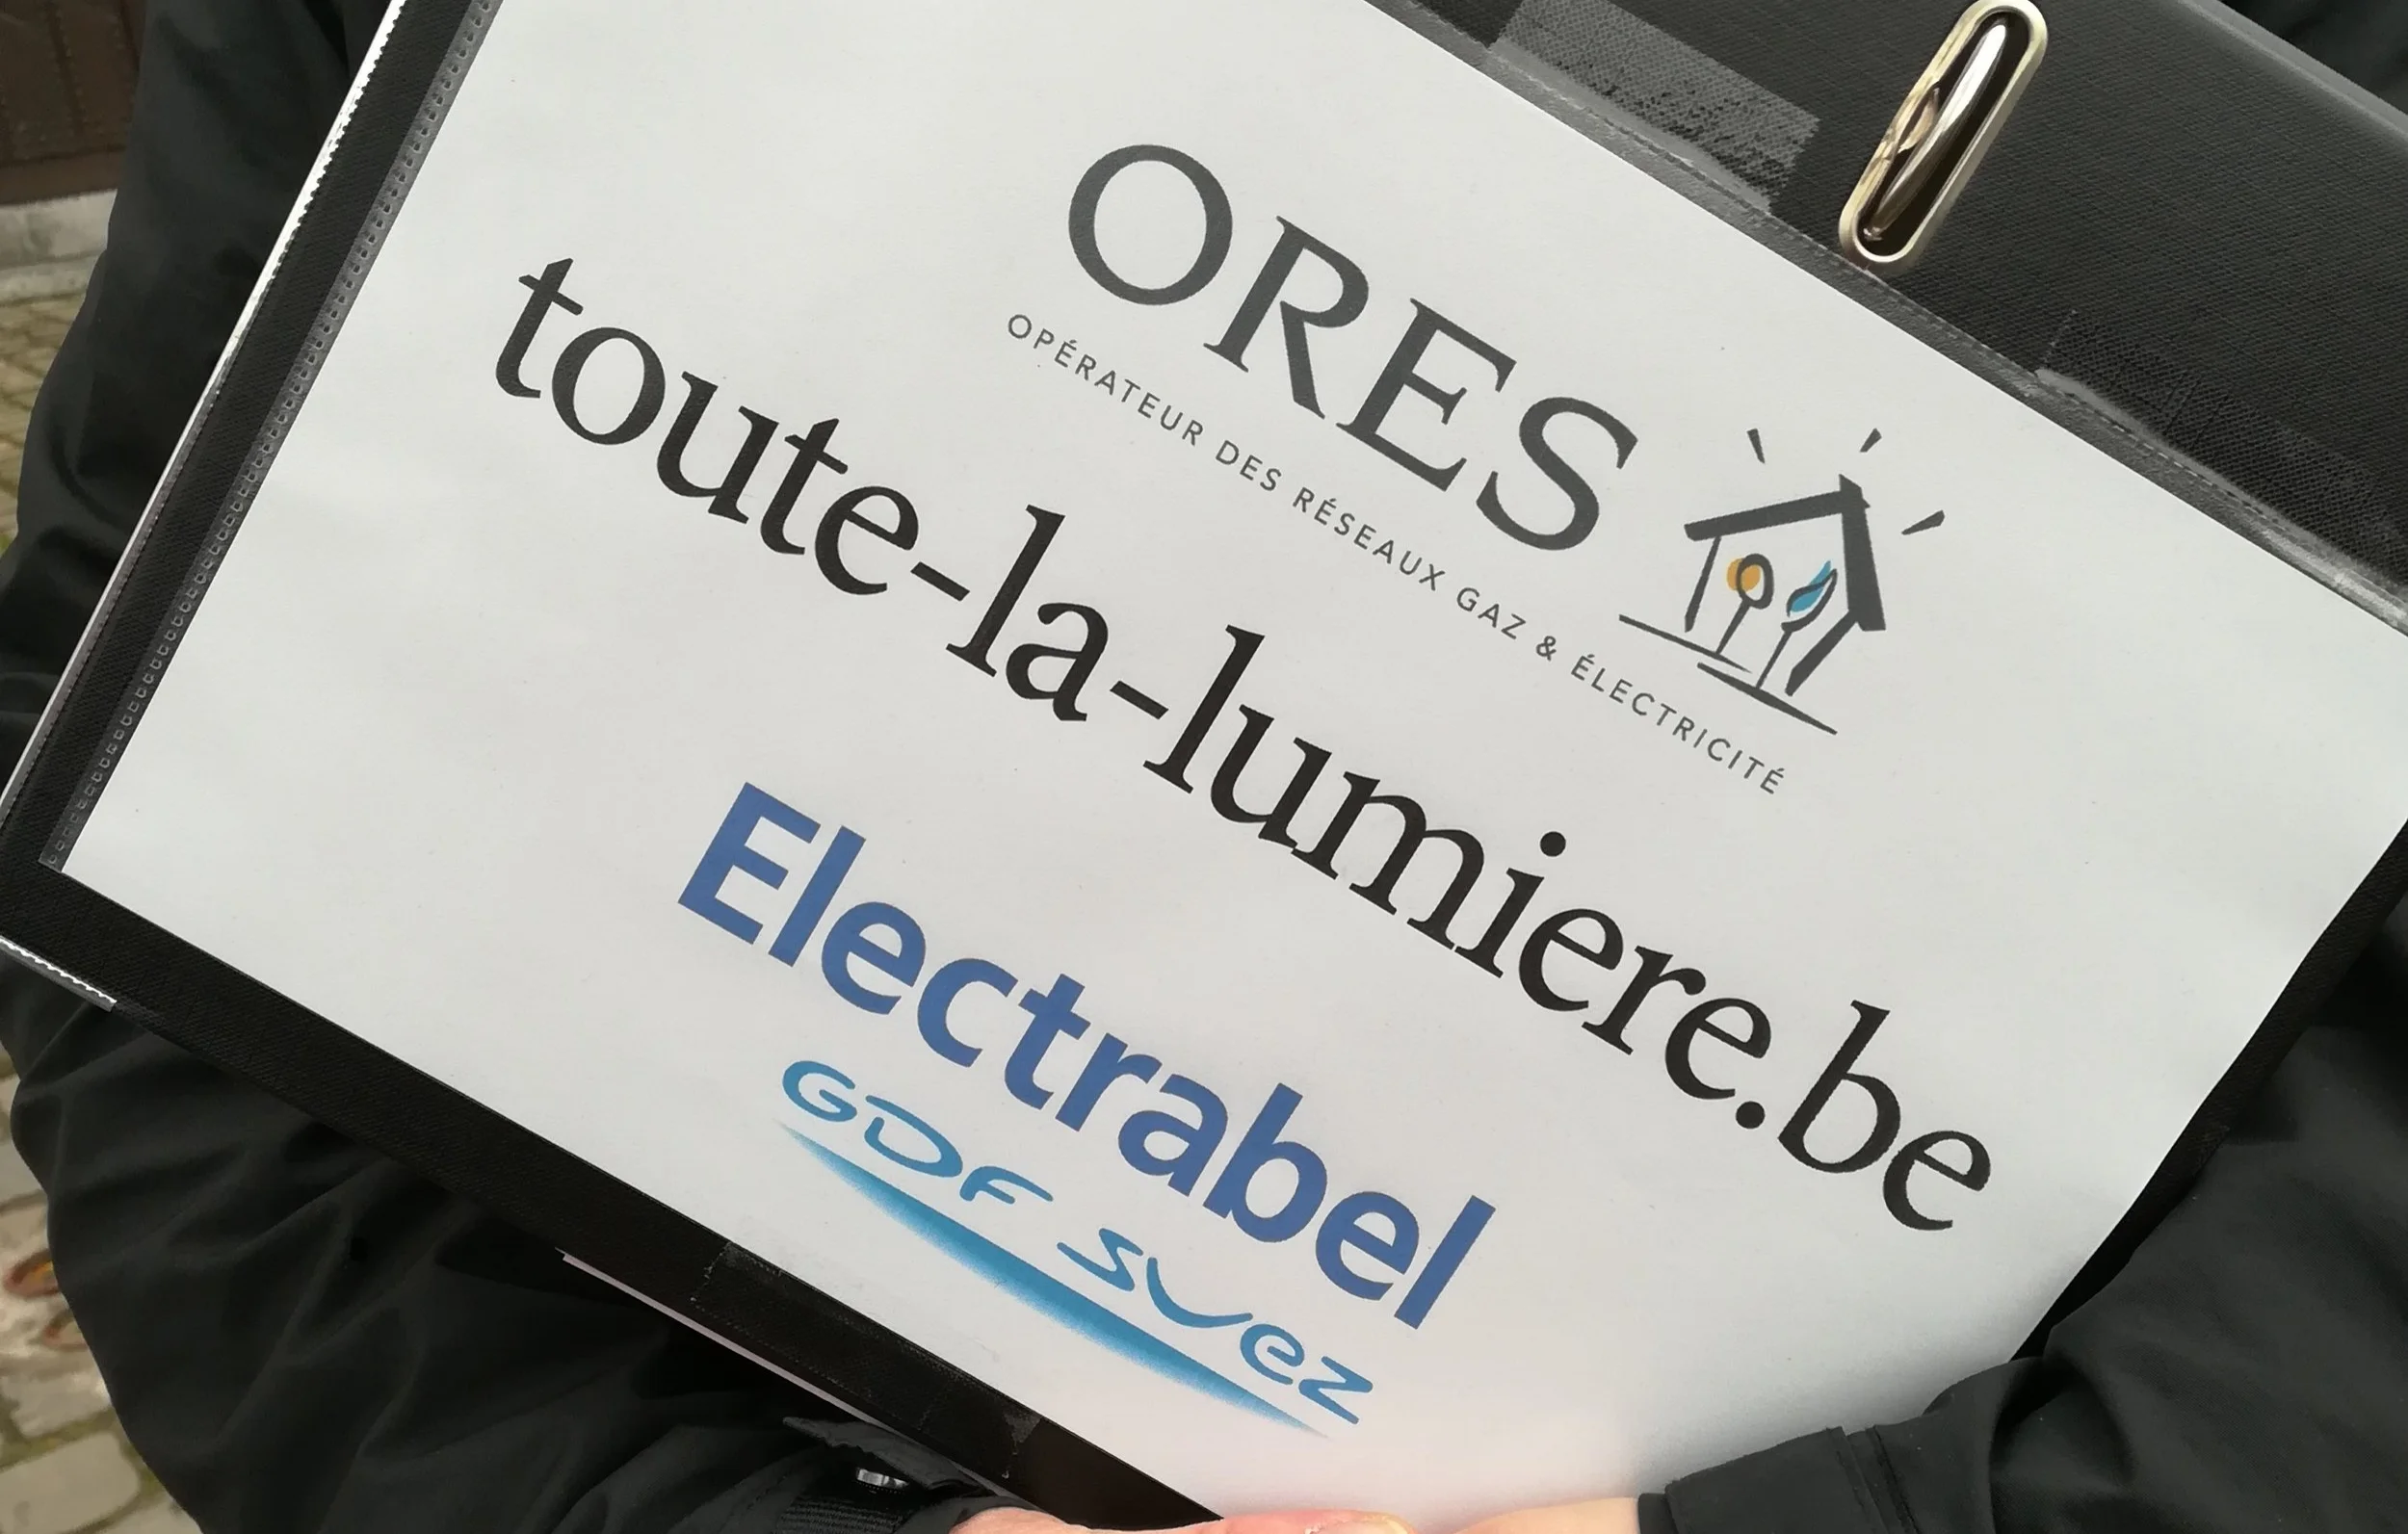 ORES
OPÉRATEUR DES RÉSEAUX GAZ & ÉLECTRICITÉ
toute-la-lumiere.be
Electrabel
GDF SUEZ